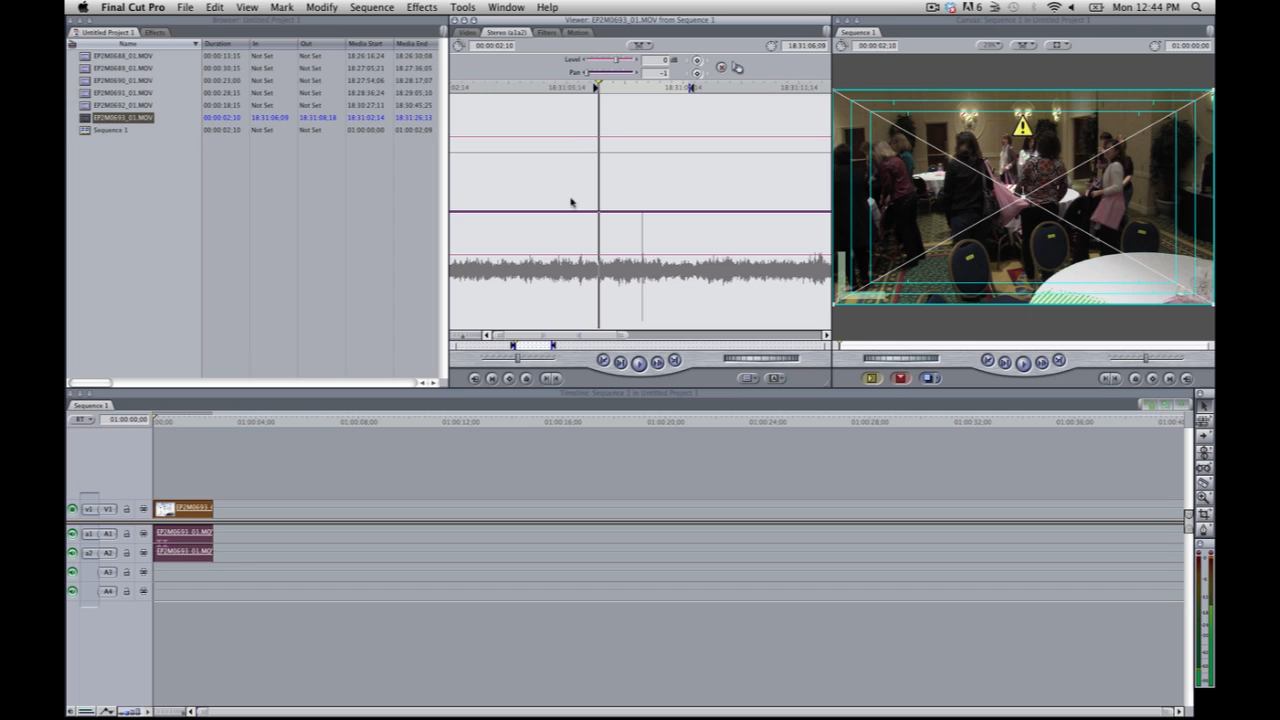 Final Cut Pro File Edit View Mark Modify Sequence Effects Tools Window Help 6 Mon 12:44 PM
Browser: Untitled Project 1 Viewer: EP2M0693_01.MOV from Sequence 1 Canvas: Sequence 1 in Untitled Project 1
Untitled Project 1 Effects Video Stereo (a1a2) Filters Motion Sequence 1
Name Duration In Out Media Start Media End 00:00:02;10 18:31:06;09 00:00:02;10 01:00:00;00
EP2M0688_01.MOV 00:00:13;15 Not Set Not Set 18:26:16;24 18:26:30;08
EP2M0689_01.MOV 00:00:30;15 Not Set Not Set 18:27:05;21 18:27:36;05
EP2M0690_01.MOV 00:00:23;00 Not Set Not Set 18:27:54;06 18:28:17;07
EP2M0691_01.MOV 00:00:28;15 Not Set Not Set 18:28:36;24 18:29:05;10
EP2M0692_01.MOV 00:00:18;15 Not Set Not Set 18:30:27;11 18:30:45;25
EP2M0693_01.MOV 00:00:02;10 18:31:06;09 18:31:08;18 18:31:02;14 18:31:26;13
Sequence 1 00:00:02;10 Not Set Not Set 01:00:00;00 01:00:02;09
Level 0 dB
Pan -1
02;14 18:31:05;14 18:31:0 14 18:31:11;14
Timeline: Sequence 1 in Untitled Project 1
Sequence 1
RT 01:00:00;00 00;00 01:00:04;00 01:00:08;00 01:00:12;00 01:00:16;00 01:00:20;00 01:00:24;00 01:00:28;00 01:00:32;00 01:00:36;00 01:00:40
v1 V1 EP2M0693
a1 A1 EP2M0693_01.MO
a2 A2 EP2M0693_01.MO
A3
A4